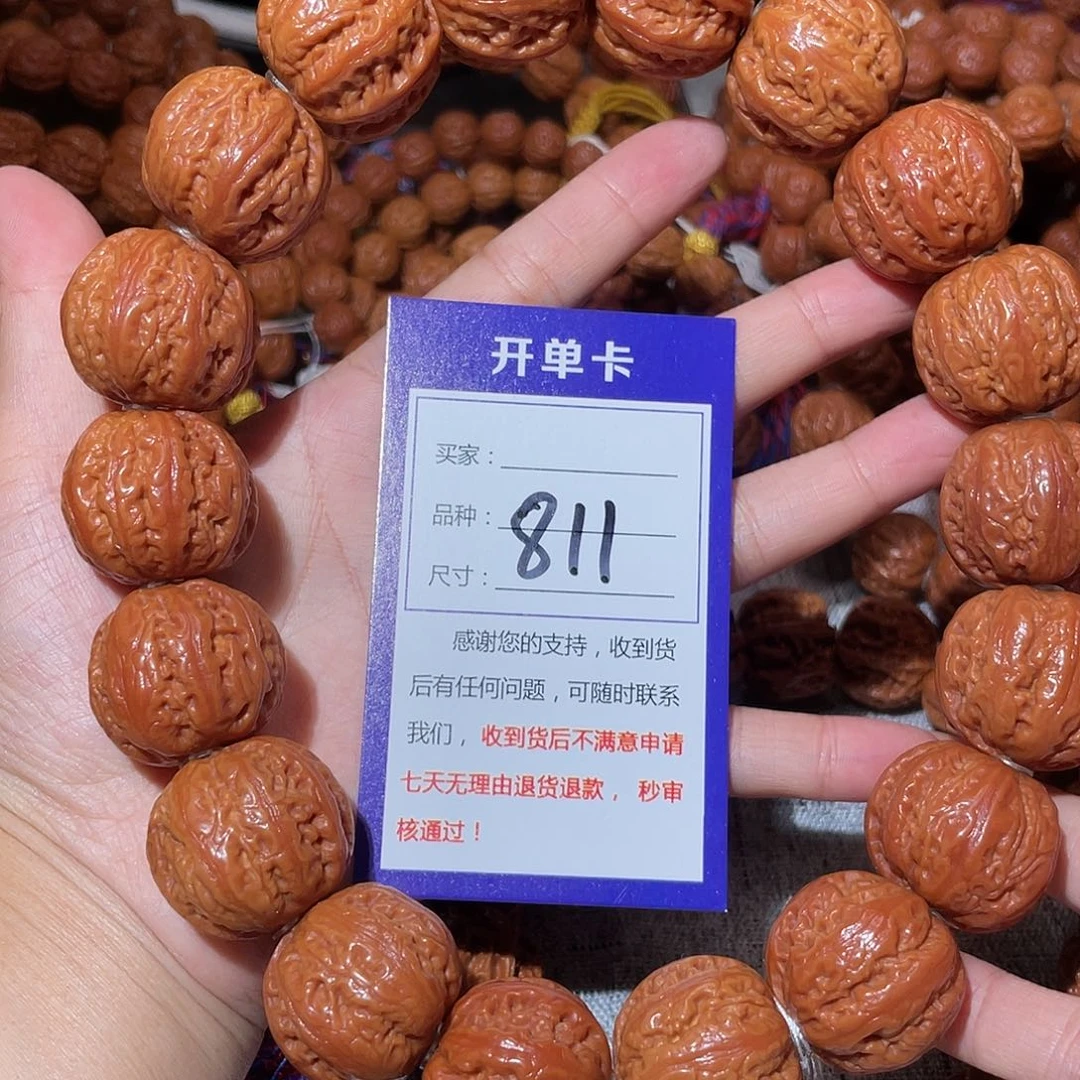 开单卡
买家：
品种：811
尺寸：
感谢您的支持，收到货
后有任何问题，可随时联系
我们，收到货后不满意申请
七天无理由退货退款， 秒审
核通过！